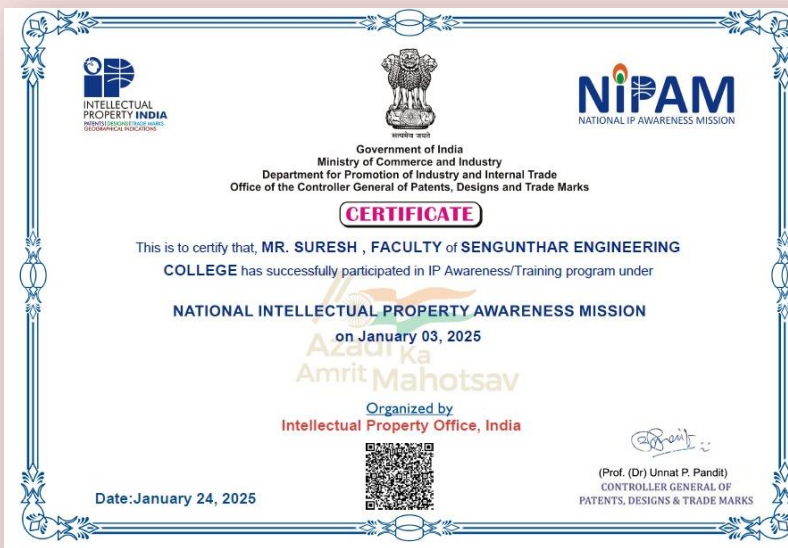 INTELLECTUAL
PROPERTY INDIA
PATENTS | DESIGNS | TRADE MARKS
GEOGRAPHICAL INDICATIONS
सत्यमेव जयते
NiPAM
NATIONAL IP AWARENESS MISSION
Government of India
Ministry of Commerce and Industry
Department for Promotion of Industry and Internal Trade
Office of the Controller General of Patents, Designs and Trade Marks
CERTIFICATE
This is to certify that, MR. SURESH , FACULTY of SENGUNTHAR ENGINEERING
COLLEGE has successfully participated in IP Awareness/Training program under
NATIONAL INTELLECTUAL PROPERTY AWARENESS MISSION
on January 03, 2025
Azadi Ka
Amrit Mahotsav
Organized by
Intellectual Property Office, India
(Prof. (Dr) Unnat P. Pandit)
CONTROLLER GENERAL OF
PATENTS, DESIGNS & TRADE MARKS
Date:January 24, 2025